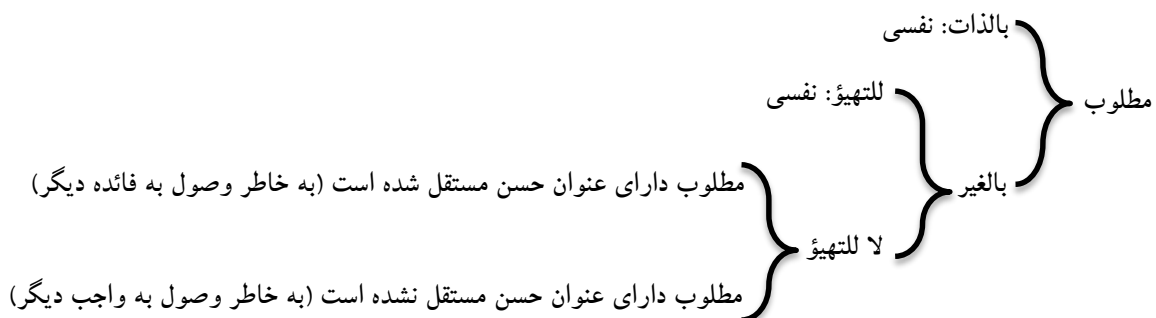 بالذات: نفسی
مطلوب
للتهیؤ: نفسی
بالغیر
مطلوب دارای عنوان حسن مستقل شده است (به خاطر وصول به فائده دیگر)
لا للتهیؤ
مطلوب دارای عنوان حسن مستقل نشده است (به خاطر وصول به واجب دیگر)